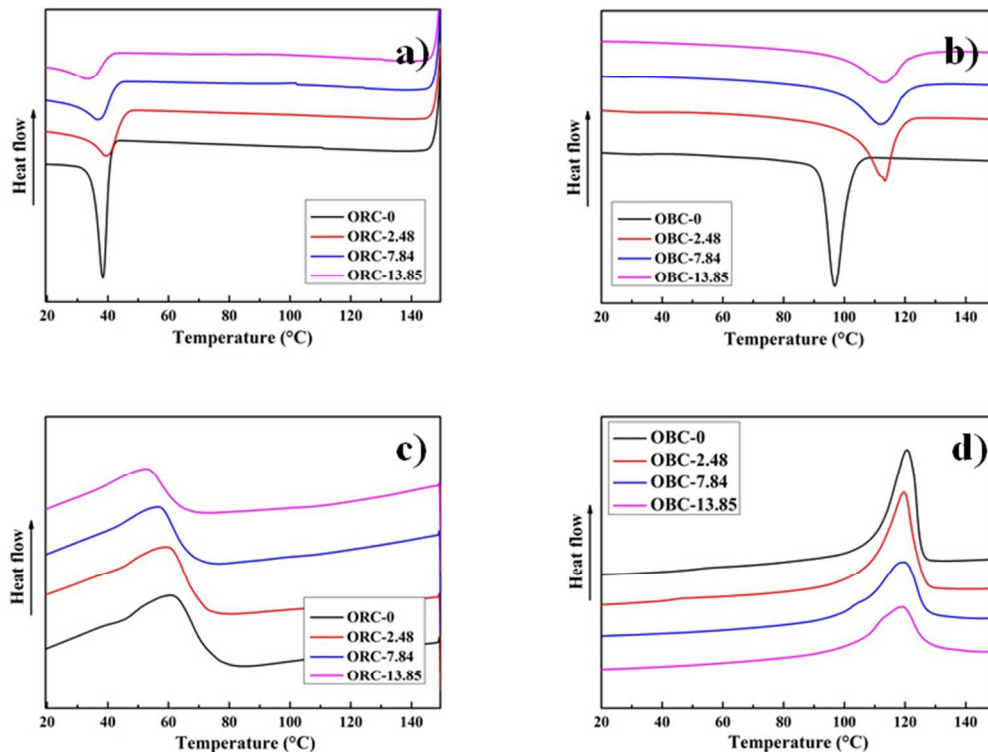 a)
Heat flow
ORC-0
ORC-2.48
ORC-7.84
ORC-13.85
20 40 60 80 100 120 140
Temperature (°C)
b)
Heat flow
OBC-0
OBC-2.48
OBC-7.84
OBC-13.85
20 40 60 80 100 120 140
Temperature (°C)
c)
Heat flow
ORC-0
ORC-2.48
ORC-7.84
ORC-13.85
20 40 60 80 100 120 140
Temperature (°C)
d)
Heat flow
OBC-0
OBC-2.48
OBC-7.84
OBC-13.85
20 40 60 80 100 120 140
Temperature (°C)